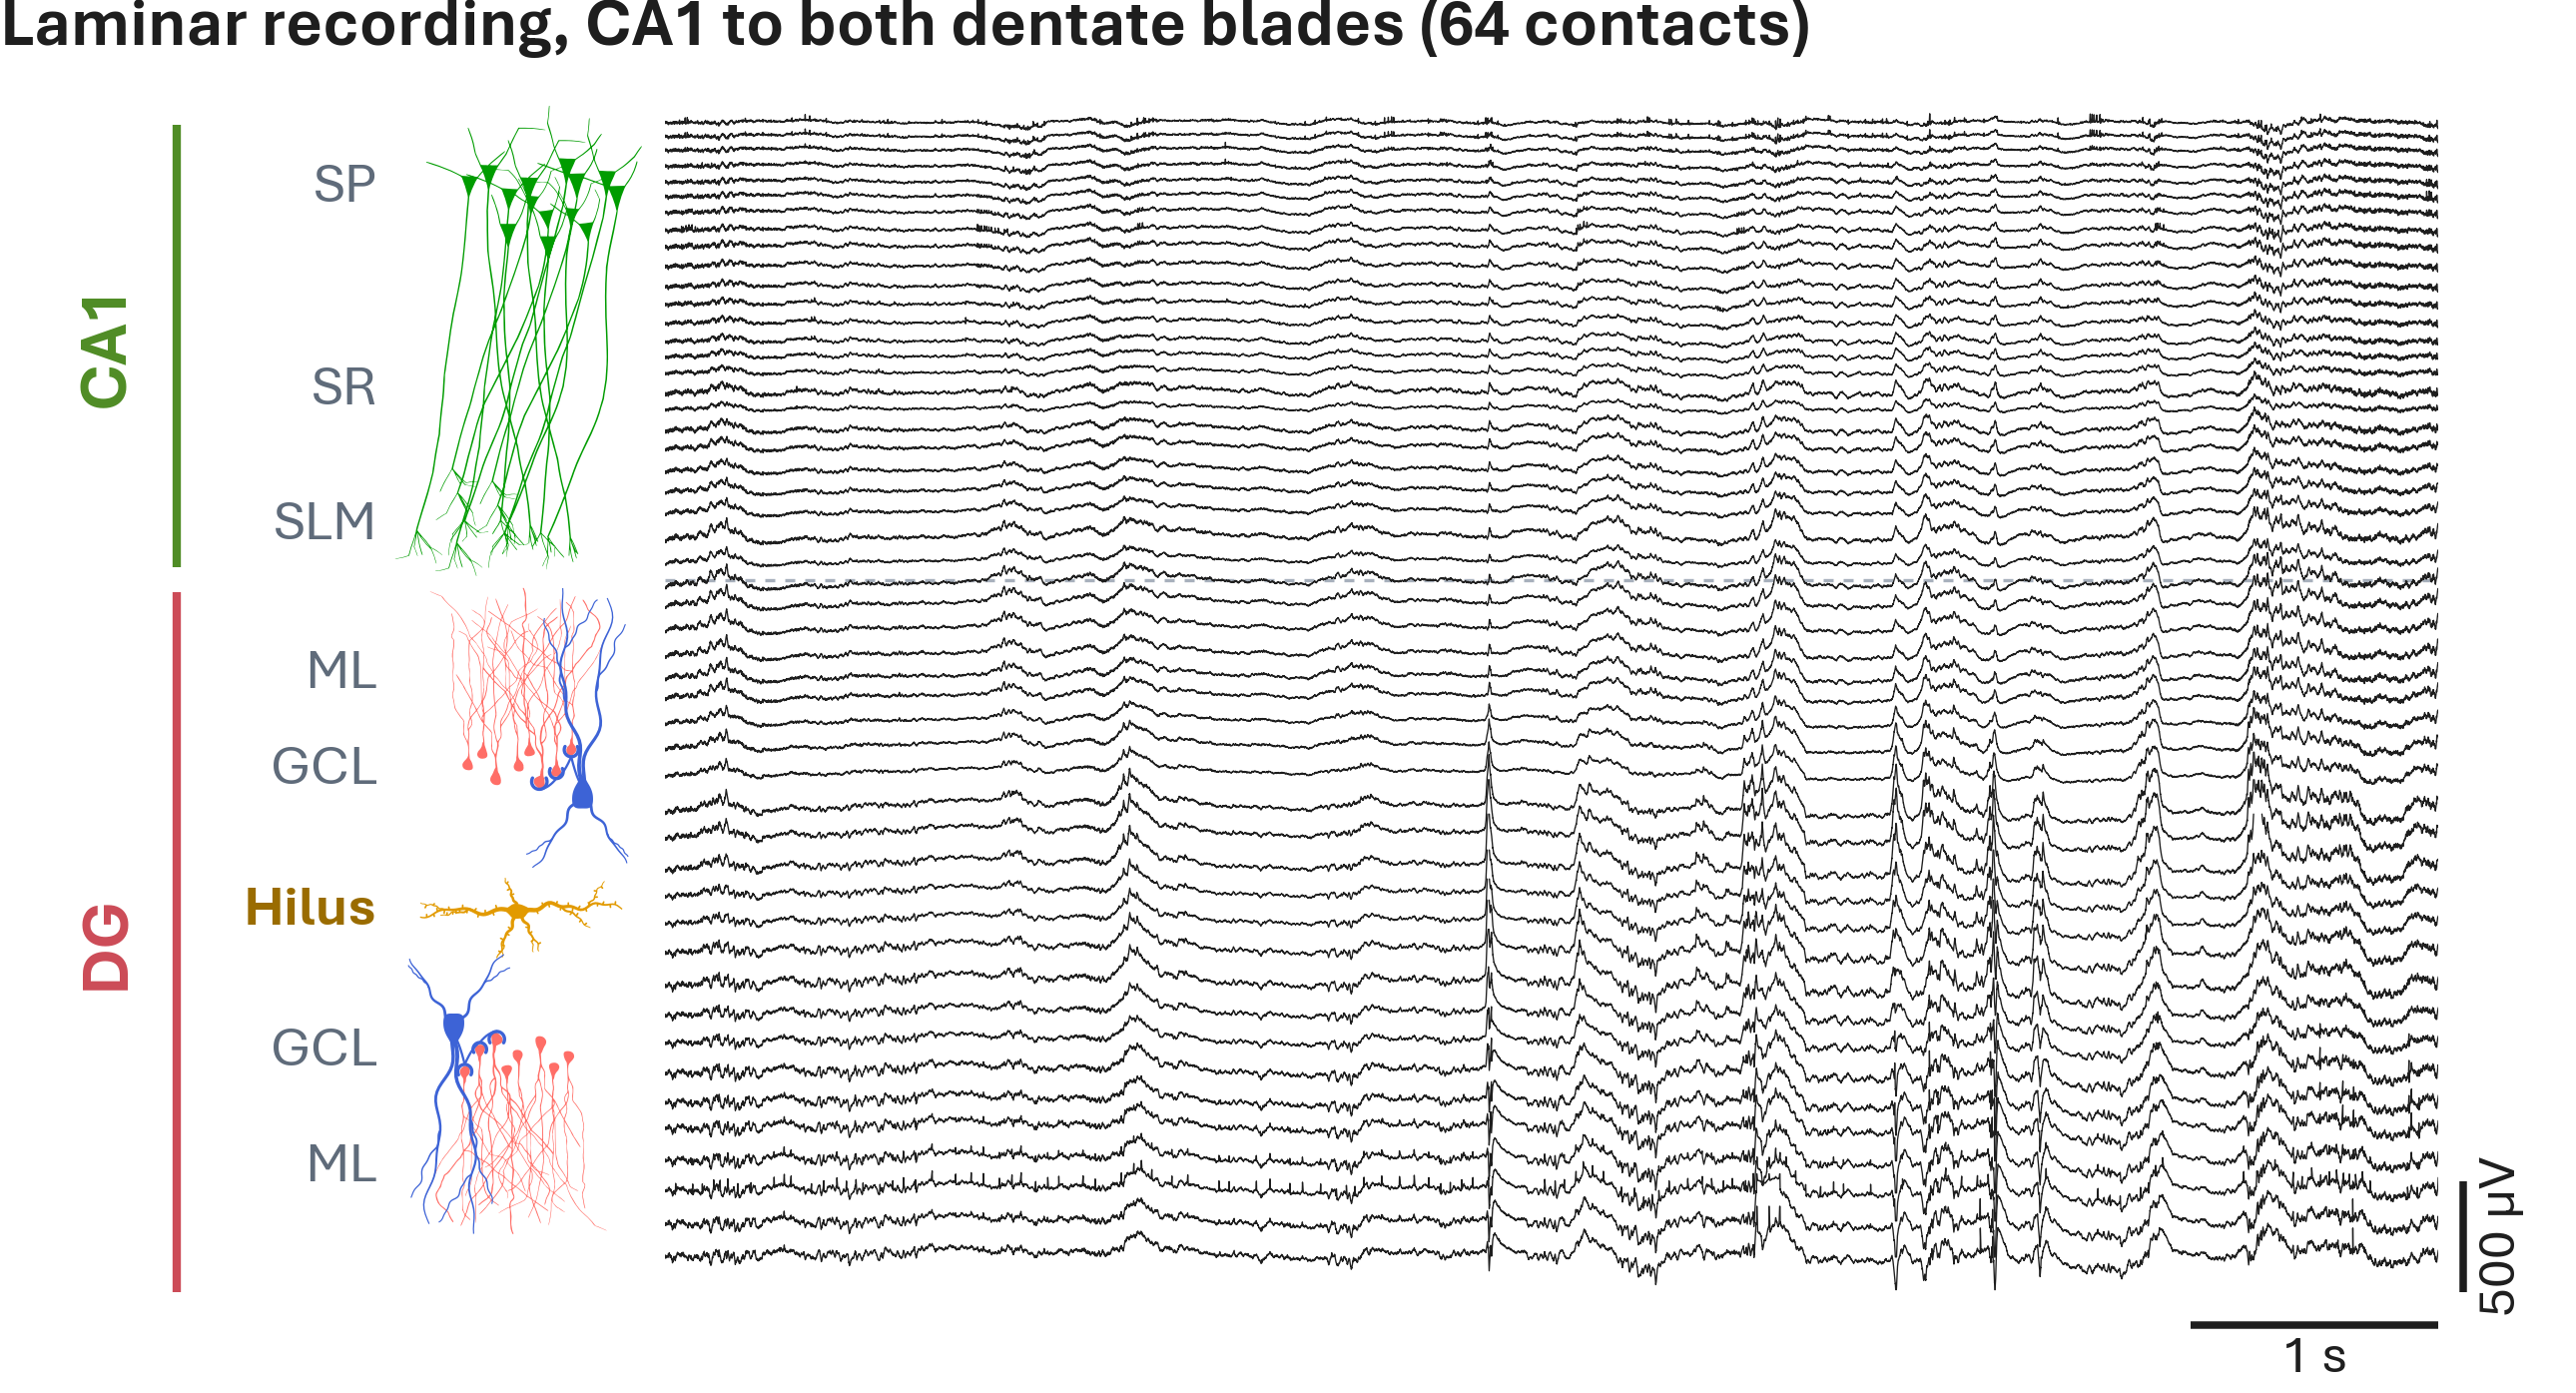 Laminar recording, CA1 to both dentate blades (64 contacts)
CA1
SP
SR
SLM
DG
ML
GCL
Hilus
GCL
ML
500 µV
1 s